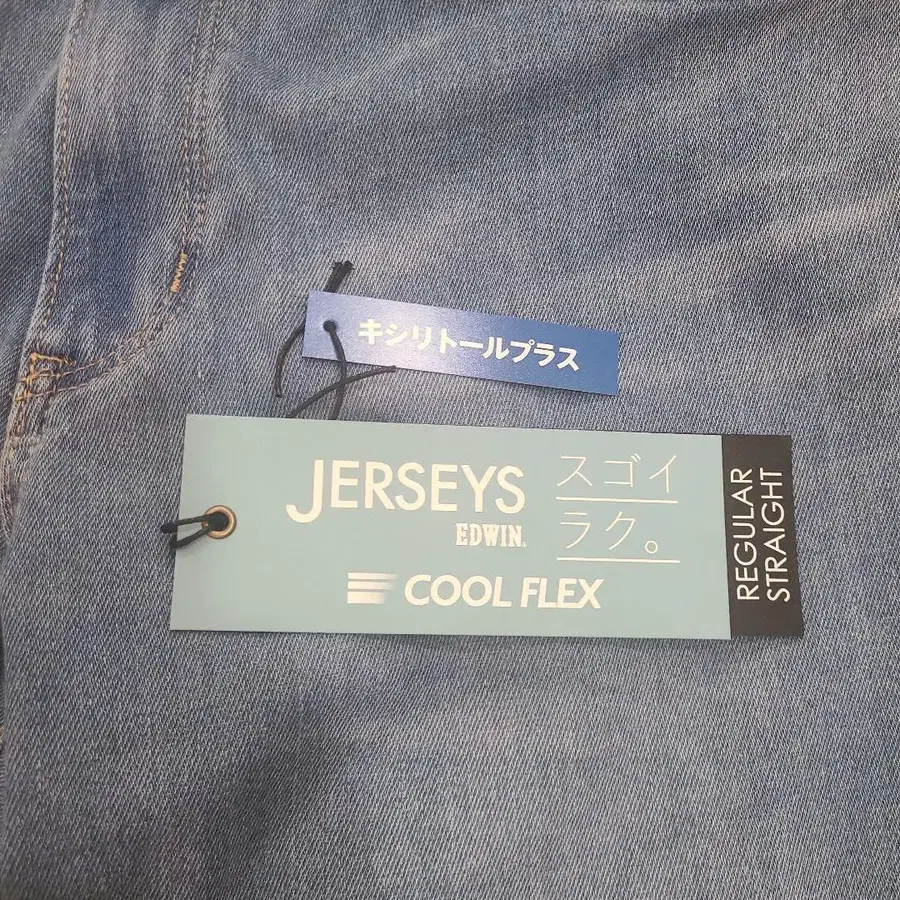 キシリトールプラス
JERSEYS
EDWIN.
COOL FLEX
スゴイ
ラク。
REGULAR
STRAIGHT